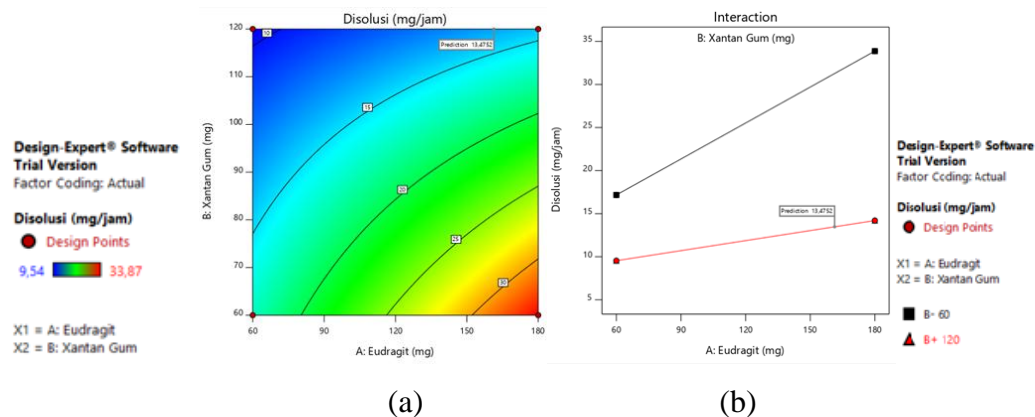 Disolusi (mg/jam)
120
110
100
90
80
70
60
B: Xantan Gum (mg)
10
Prediction 13,4752
15
20
25
30
60
88
116
144
180
A: Eudragit (mg)
Design-Expert® Software
Trial Version
Factor Coding: Actual
Disolusi (mg/jam)
Design Points
9,54
33,87
X1 = A: Eudragit
X2 = B: Xantan Gum
(a)
Interaction
B: Xantan Gum (mg)
35
30
25
20
15
10
5
Disolusi (mg/jam)
Prediction 13,4752
60
90
120
150
180
A: Eudragit (mg)
Design-Expert® Software
Trial Version
Factor Coding: Actual
Disolusi (mg/jam)
Design Points
X1 = A: Eudragit
X2 = B: Xantan Gum
B- 60
B+ 120
(b)